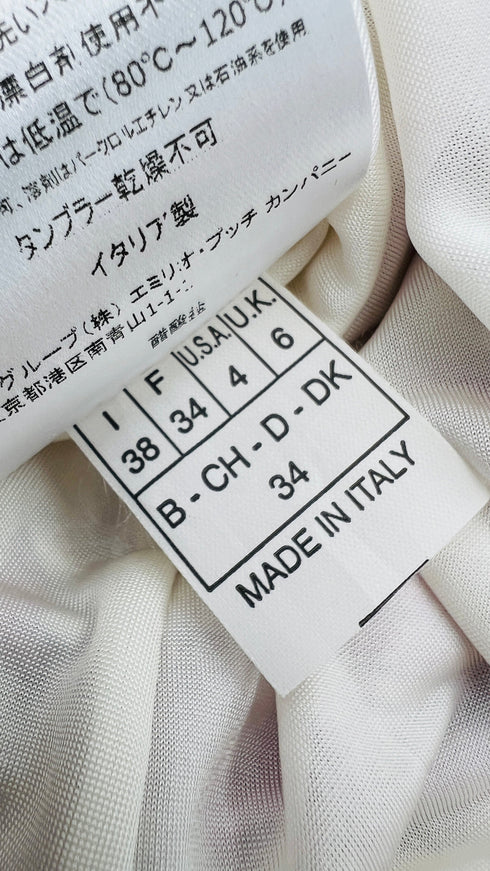 洗い
漂白剤使用不
は低温で(80℃～120℃)
可、溶剤はパークロルエチレン又は石油系を使用
タンブラー乾燥不可
イタリア製
グループ(株) エミリオ・プッチ カンパニー
京都港区南青山1-1-
I F U.S.A. U.K.
38 34 4 6
B - CH - D - DK
34
MADE IN ITALY